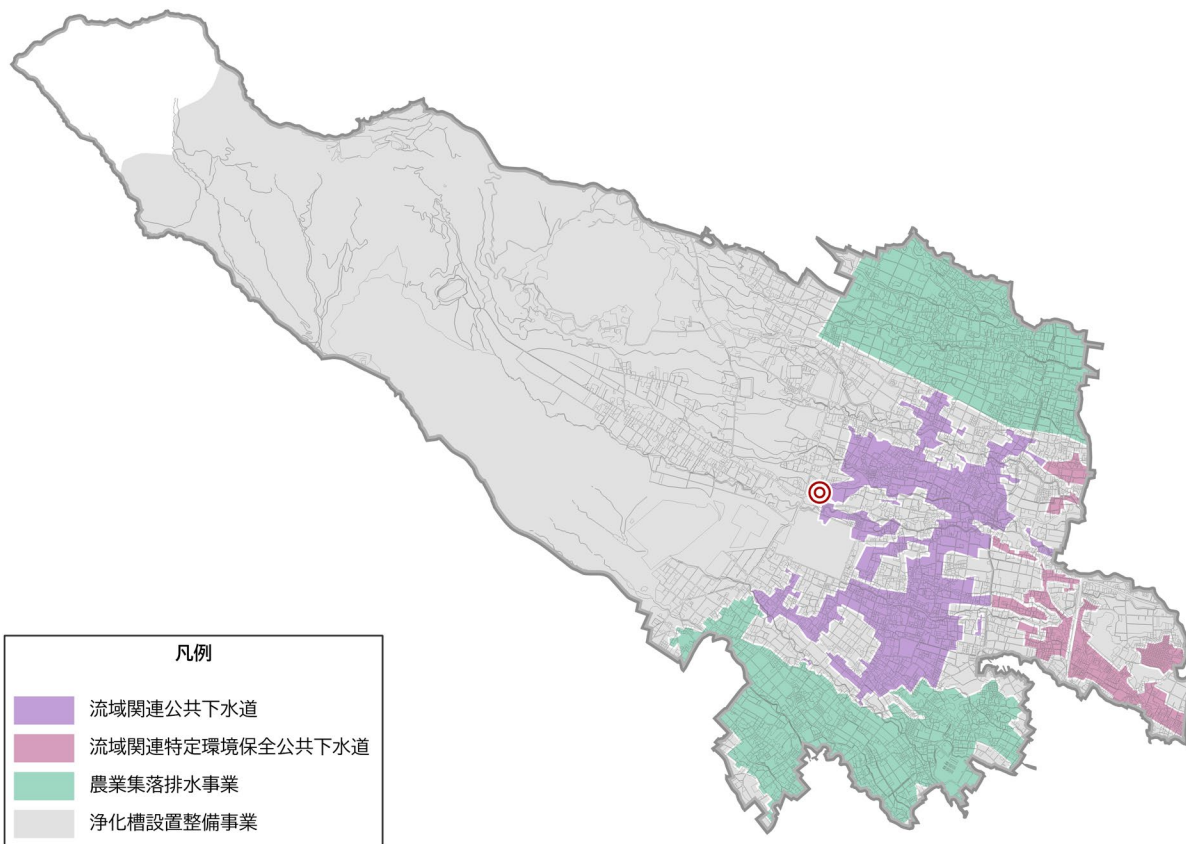 凡例
流域関連公共下水道
流域関連特定環境保全公共下水道
農業集落排水事業
浄化槽設置整備事業